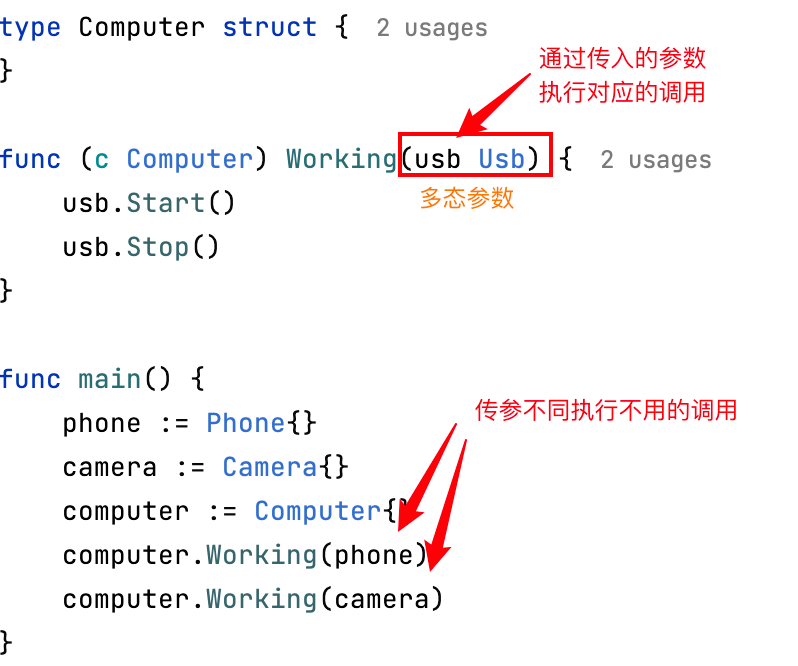 type Computer struct { 2 usages
}
通过传入的参数
执行对应的调用
func (c Computer) Working(usb Usb) { 2 usages
多态参数
usb.Start()
usb.Stop()
}
func main() {
传参不同执行不用的调用
phone := Phone{}
camera := Camera{}
computer := Computer{}
computer.Working(phone)
computer.Working(camera)
}